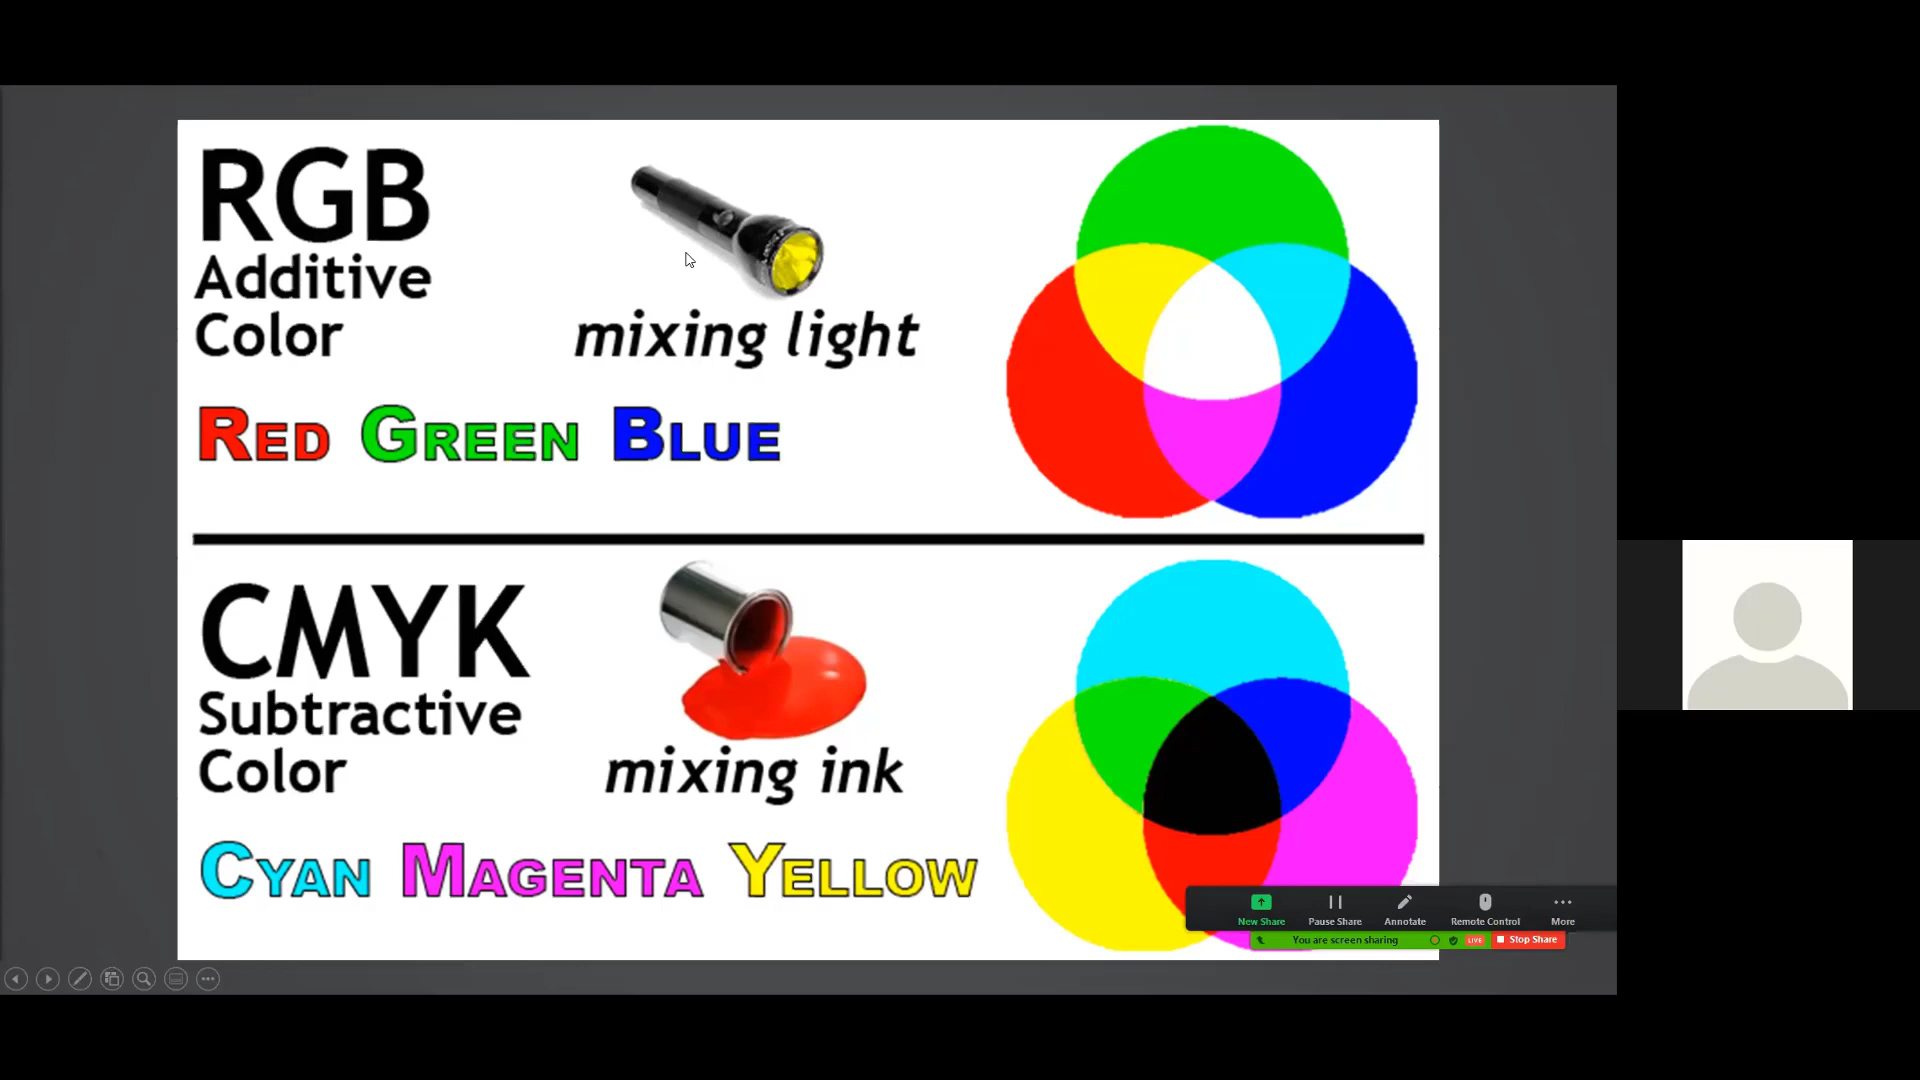 RGB
Additive
Color
mixing light
RED GREEN BLUE
CMYK
Subtractive
Color
mixing ink
CYAN MAGENTA YELLOW
New Share
Pause Share
Annotate
Remote Control
More
You are screen sharing
LIVE
Stop Share